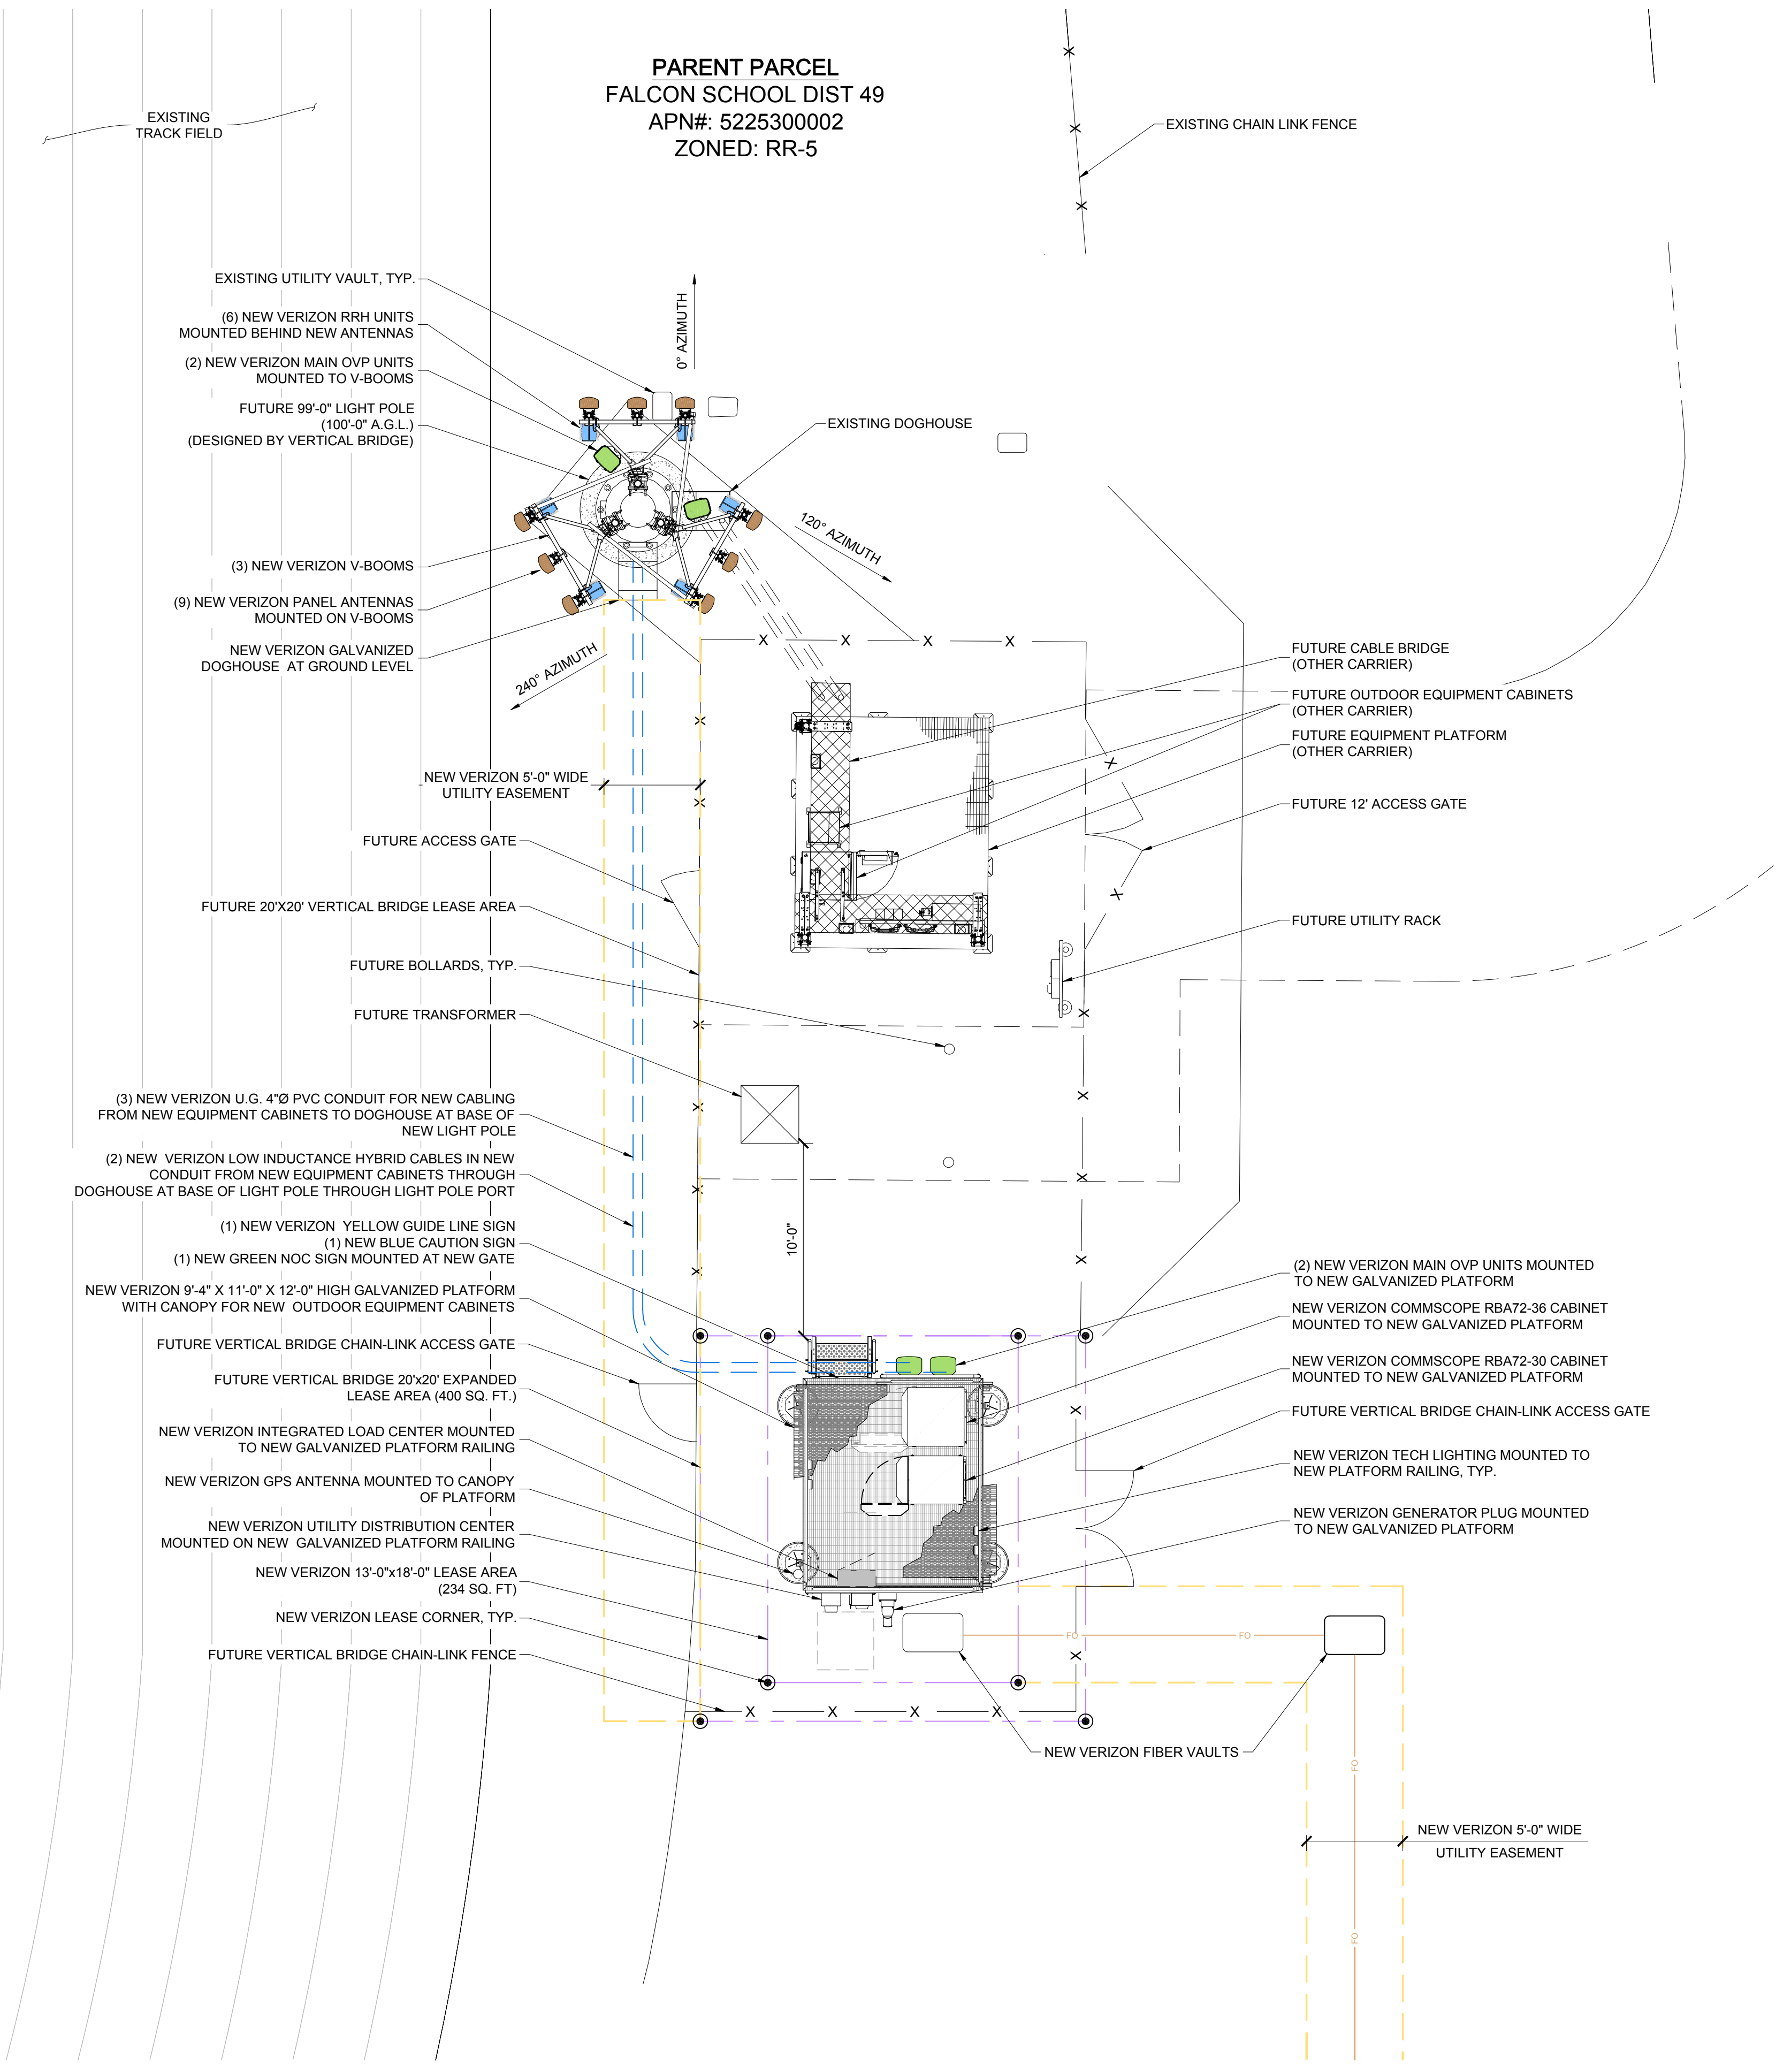 PARENT PARCEL
FALCON SCHOOL DIST 49
APN#: 5225300002
ZONED: RR-5
EXISTING
TRACK FIELD
X
X
X
EXISTING CHAIN LINK FENCE
EXISTING UTILITY VAULT, TYP.
(6) NEW VERIZON RRH UNITS
MOUNTED BEHIND NEW ANTENNAS
(2) NEW VERIZON MAIN OVP UNITS
MOUNTED TO V-BOOMS
FUTURE 99'-0" LIGHT POLE
(100'-0" A.G.L.)
(DESIGNED BY VERTICAL BRIDGE)
(3) NEW VERIZON V-BOOMS
(9) NEW VERIZON PANEL ANTENNAS
MOUNTED ON V-BOOMS
NEW VERIZON GALVANIZED
DOGHOUSE AT GROUND LEVEL
0° AZIMUTH
EXISTING DOGHOUSE
120° AZIMUTH
240° AZIMUTH
X X X X
NEW VERIZON 5'-0" WIDE
UTILITY EASEMENT
FUTURE ACCESS GATE
FUTURE 20'X20' VERTICAL BRIDGE LEASE AREA
FUTURE BOLLARDS, TYP.
FUTURE TRANSFORMER
(3) NEW VERIZON U.G. 4"Ø PVC CONDUIT FOR NEW CABLING
FROM NEW EQUIPMENT CABINETS TO DOGHOUSE AT BASE OF
NEW LIGHT POLE
(2) NEW VERIZON LOW INDUCTANCE HYBRID CABLES IN NEW
CONDUIT FROM NEW EQUIPMENT CABINETS THROUGH
DOGHOUSE AT BASE OF LIGHT POLE THROUGH LIGHT POLE PORT
(1) NEW VERIZON YELLOW GUIDE LINE SIGN
(1) NEW BLUE CAUTION SIGN
(1) NEW GREEN NOC SIGN MOUNTED AT NEW GATE
NEW VERIZON 9'-4" X 11'-0" X 12'-0" HIGH GALVANIZED PLATFORM
WITH CANOPY FOR NEW OUTDOOR EQUIPMENT CABINETS
FUTURE VERTICAL BRIDGE CHAIN-LINK ACCESS GATE
FUTURE VERTICAL BRIDGE 20'x20' EXPANDED
LEASE AREA (400 SQ. FT.)
NEW VERIZON INTEGRATED LOAD CENTER MOUNTED
TO NEW GALVANIZED PLATFORM RAILING
NEW VERIZON GPS ANTENNA MOUNTED TO CANOPY
OF PLATFORM
NEW VERIZON UTILITY DISTRIBUTION CENTER
MOUNTED ON NEW GALVANIZED PLATFORM RAILING
NEW VERIZON 13'-0"x18'-0" LEASE AREA
(234 SQ. FT)
NEW VERIZON LEASE CORNER, TYP.
FUTURE VERTICAL BRIDGE CHAIN-LINK FENCE
X
X
X
X
X
X
10'-0"
FUTURE CABLE BRIDGE
(OTHER CARRIER)
FUTURE OUTDOOR EQUIPMENT CABINETS
(OTHER CARRIER)
FUTURE EQUIPMENT PLATFORM
(OTHER CARRIER)
FUTURE 12' ACCESS GATE
FUTURE UTILITY RACK
X
X
X
X
X
X
(2) NEW VERIZON MAIN OVP UNITS MOUNTED
TO NEW GALVANIZED PLATFORM
NEW VERIZON COMMSCOPE RBA72-36 CABINET
MOUNTED TO NEW GALVANIZED PLATFORM
NEW VERIZON COMMSCOPE RBA72-30 CABINET
MOUNTED TO NEW GALVANIZED PLATFORM
FUTURE VERTICAL BRIDGE CHAIN-LINK ACCESS GATE
NEW VERIZON TECH LIGHTING MOUNTED TO
NEW PLATFORM RAILING, TYP.
NEW VERIZON GENERATOR PLUG MOUNTED
TO NEW GALVANIZED PLATFORM
X
X
FO FO
X X X X
NEW VERIZON FIBER VAULTS
FO
FO
NEW VERIZON 5'-0" WIDE
UTILITY EASEMENT